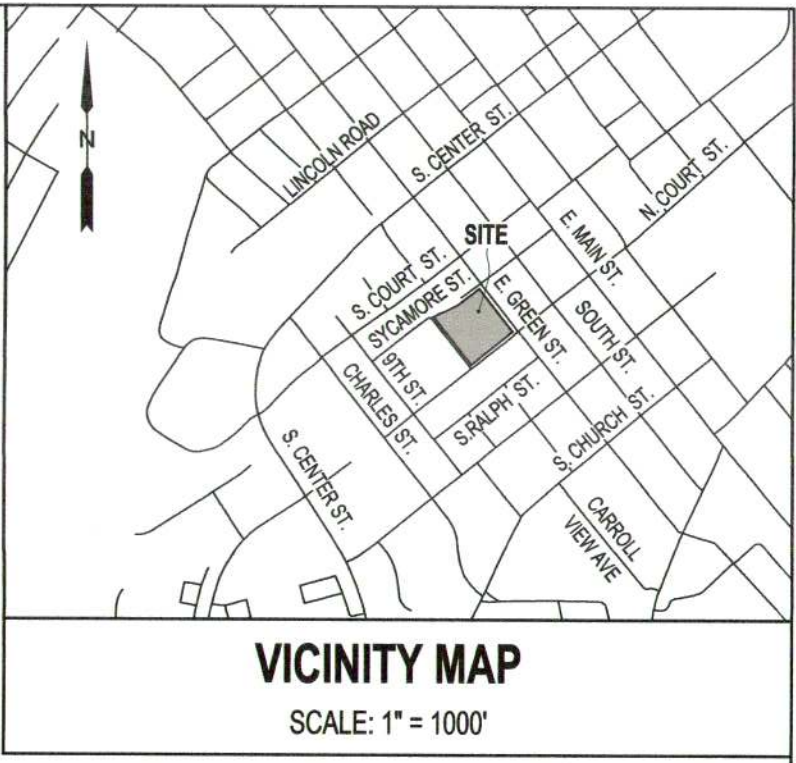 N
LINCOLN ROAD
S. CENTER ST.
N. COURT ST.
SITE
E. MAIN ST.
S. COURT ST.
SYCAMORE ST.
E. GREEN ST.
SOUTH ST.
9TH ST.
CHARLES ST.
S.RALPH ST.
S. CHURCH ST.
S. CENTER ST.
CARROLL
VIEW AVE
VICINITY MAP
SCALE: 1" = 1000'